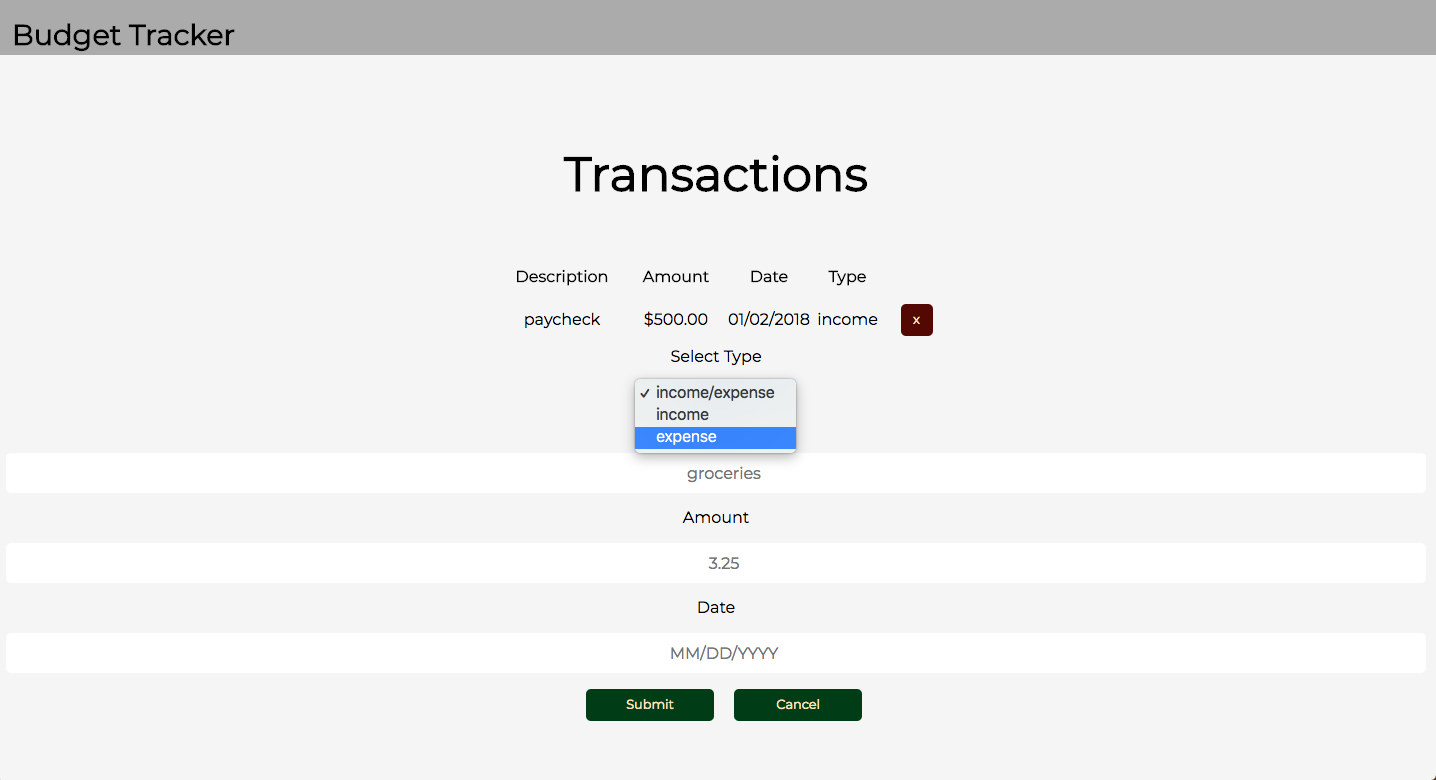 Budget Tracker
Transactions
Description Amount Date Type
paycheck $500.00 01/02/2018 income x
Select Type
✓ income/expense
income
expense
groceries
Amount
3.25
Date
MM/DD/YYYY
Submit Cancel